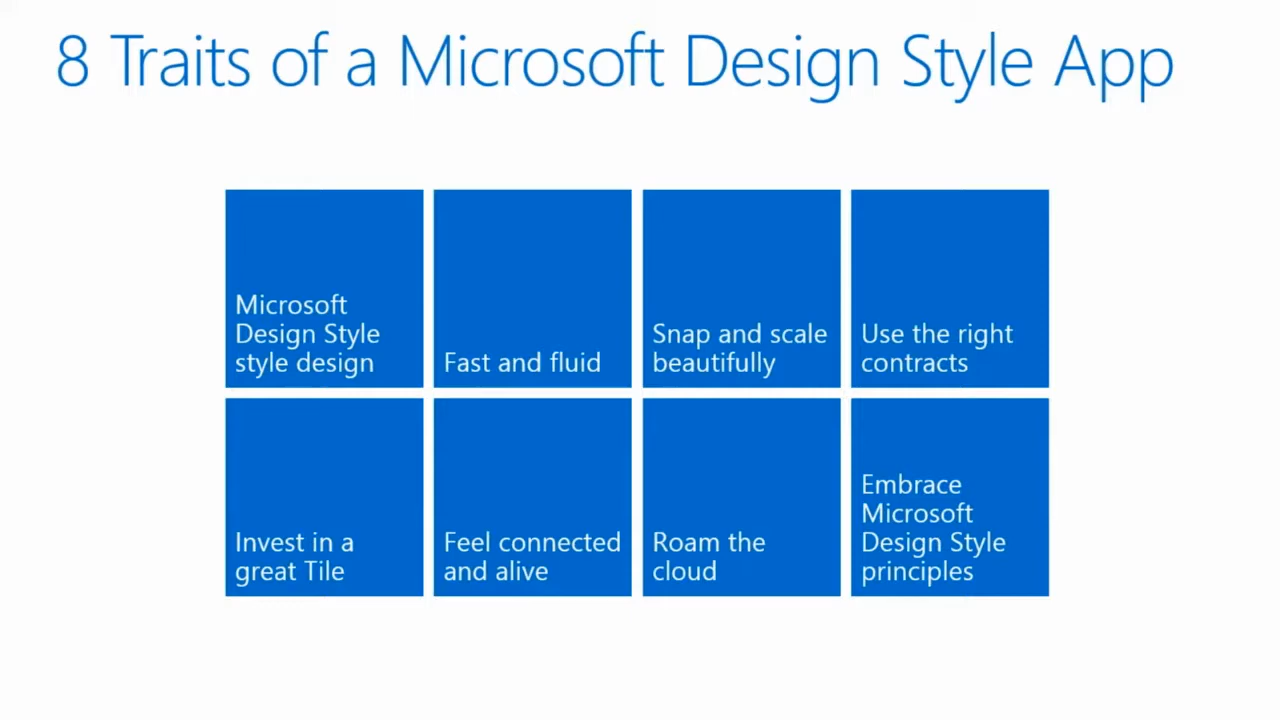 8 Traits of a Microsoft Design Style App
Microsoft
Design Style
style design
Fast and fluid
Snap and scale
beautifully
Use the right
contracts
Invest in a
great Tile
Feel connected
and alive
Roam the
cloud
Embrace
Microsoft
Design Style
principles